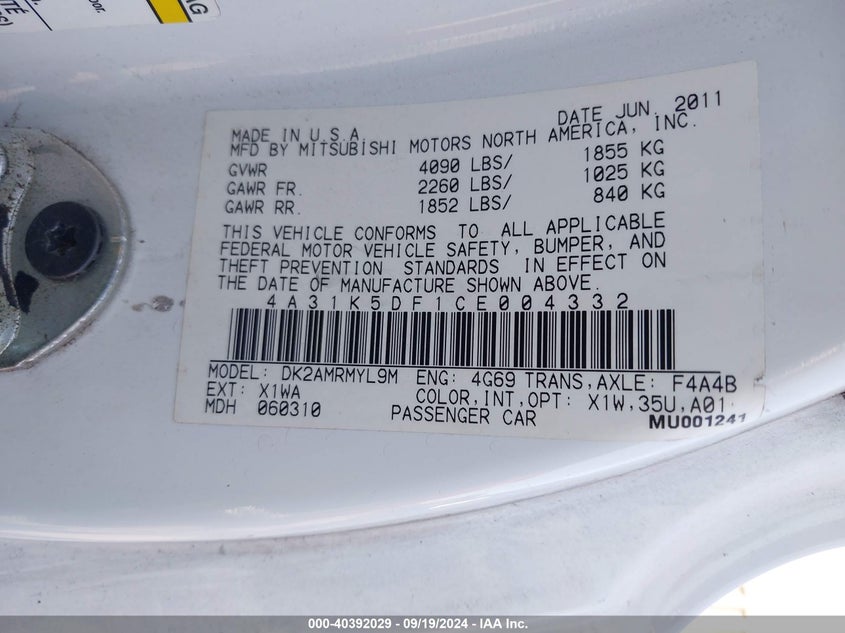 ITÉ
NG
MADE IN U.S.A. DATE JUN. 2011
MFD BY MITSUBISHI MOTORS NORTH AMERICA, INC.
GVWR 4090 LBS/ 1855 KG
GAWR FR. 2260 LBS/ 1025 KG
GAWR RR. 1852 LBS/ 840 KG
THIS VEHICLE CONFORMS TO ALL APPLICABLE
FEDERAL MOTOR VEHICLE SAFETY, BUMPER, AND
THEFT PREVENTION STANDARDS IN EFFECT ON
THE DATE OF MANUFACTURE SHOWN ABOVE.
4A31K5DF1CE004332
MODEL: DK2AMRMYL9M ENG: 4G69 TRANS,AXLE: F4A4B
EXT: X1WA COLOR,INT,OPT: X1W,35U,A01
MDH 060310 PASSENGER CAR MU001241
000-40392029 - 09/19/2024 - IAA Inc.